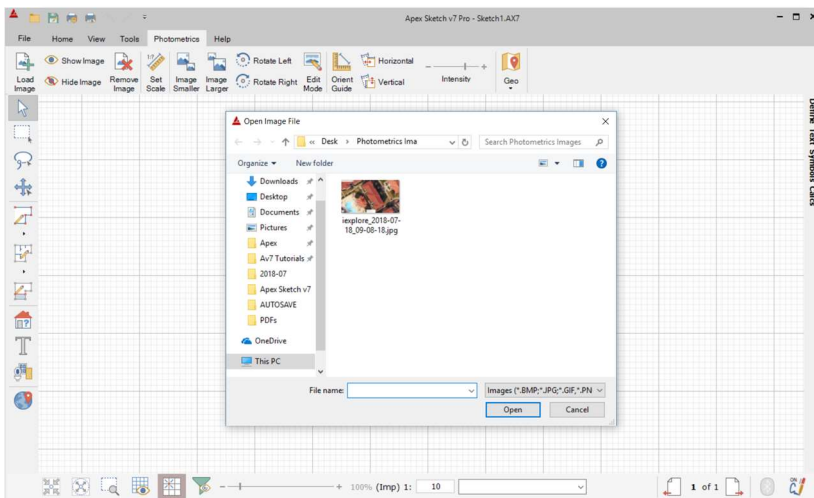 Apex Sketch v7 Pro - Sketch1.AX7
File Home View Tools Photometrics Help
Load Image
Show Image
Hide Image
Remove Image
1:?
Set Scale
Image Smaller
Image Larger
Rotate Left
Rotate Right
Edit Mode
Orient Guide
Horizontal
Vertical
Intensity
Geo
Define Text Symbols Calcs
Open Image File
« Desk › Photometrics Ima
Search Photometrics Images
Organize
New folder
Downloads
Desktop
Documents
Pictures
Apex
Av7 Tutorials
2018-07
Apex Sketch v7
AUTOSAVE
PDFs
OneDrive
This PC
iexplore_2018-07-
18_09-08-18.jpg
File name:
Images (*.BMP;*.JPG;*.GIF,*.PN
Open
Cancel
100% (Imp) 1: 10
1 of 1
ON